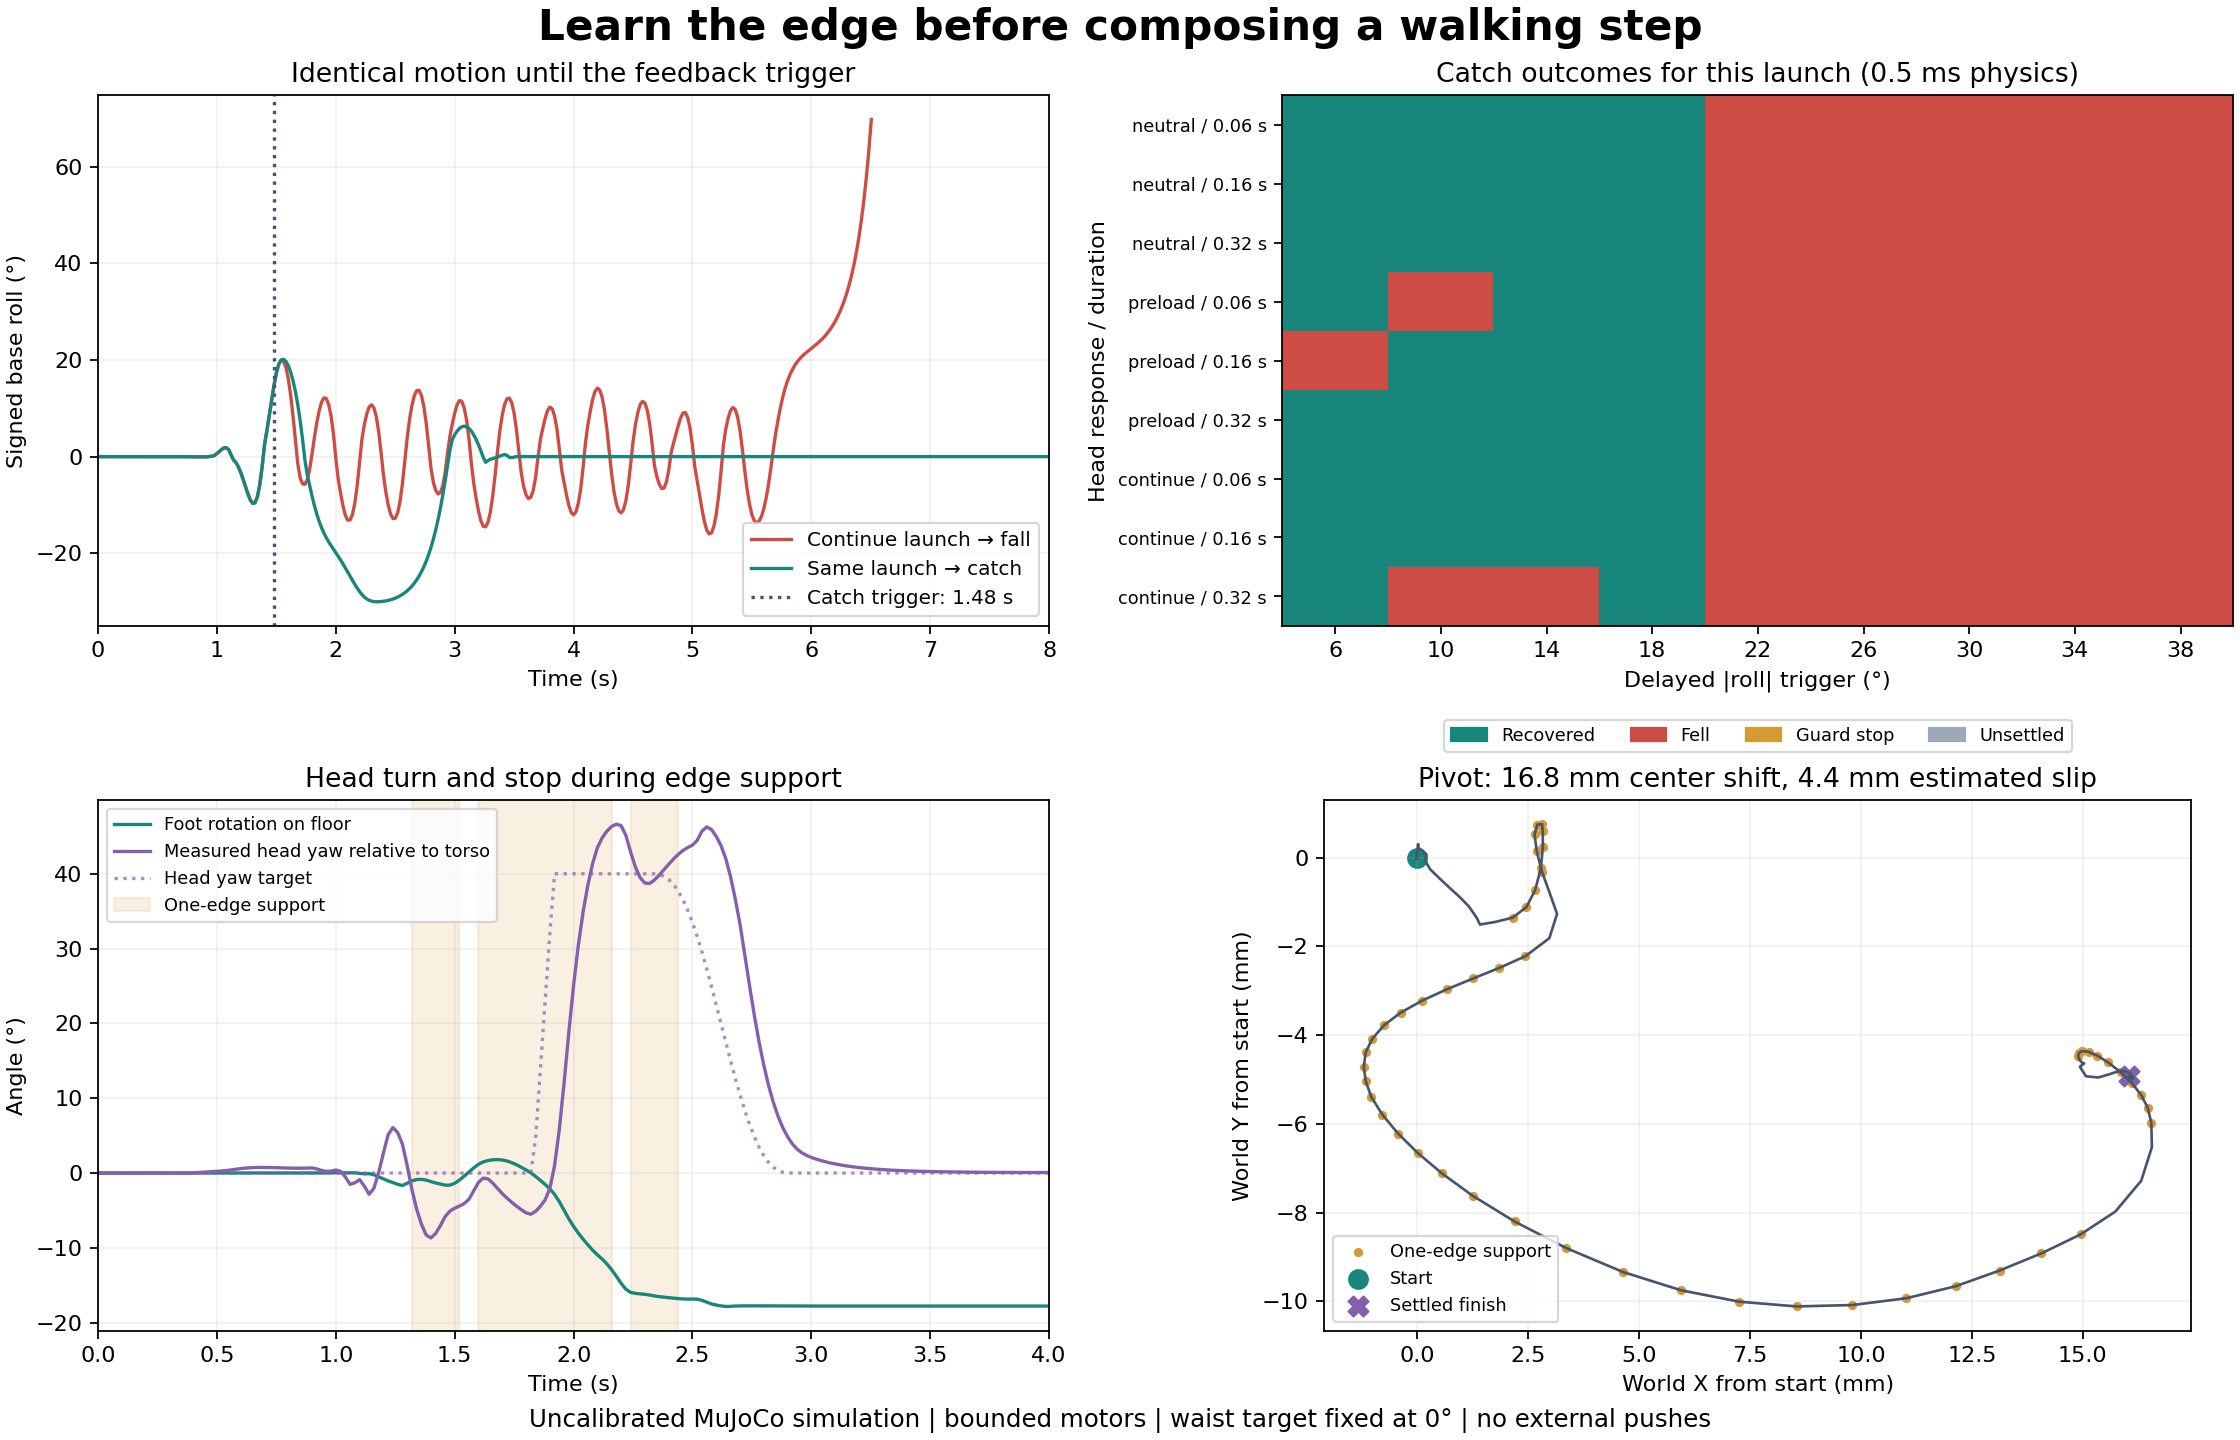 Learn the edge before composing a walking step
Identical motion until the feedback trigger
Signed base roll (°)
60
40
20
0
−20
0 1 2 3 4 5 6 7 8
Time (s)
Continue launch → fall
Same launch → catch
Catch trigger: 1.48 s
Catch outcomes for this launch (0.5 ms physics)
Head response / duration
neutral / 0.06 s
neutral / 0.16 s
neutral / 0.32 s
preload / 0.06 s
preload / 0.16 s
preload / 0.32 s
continue / 0.06 s
continue / 0.16 s
continue / 0.32 s
6 10 14 18 22 26 30 34 38
Delayed |roll| trigger (°)
Recovered Fell Guard stop Unsettled
Head turn and stop during edge support
Foot rotation on floor
Measured head yaw relative to torso
Head yaw target
One-edge support
Angle (°)
40
30
20
10
0
−10
−20
0.0 0.5 1.0 1.5 2.0 2.5 3.0 3.5 4.0
Time (s)
Pivot: 16.8 mm center shift, 4.4 mm estimated slip
World Y from start (mm)
0
−2
−4
−6
−8
−10
One-edge support
Start
Settled finish
0.0 2.5 5.0 7.5 10.0 12.5 15.0
World X from start (mm)
Uncalibrated MuJoCo simulation | bounded motors | waist target fixed at 0° | no external pushes